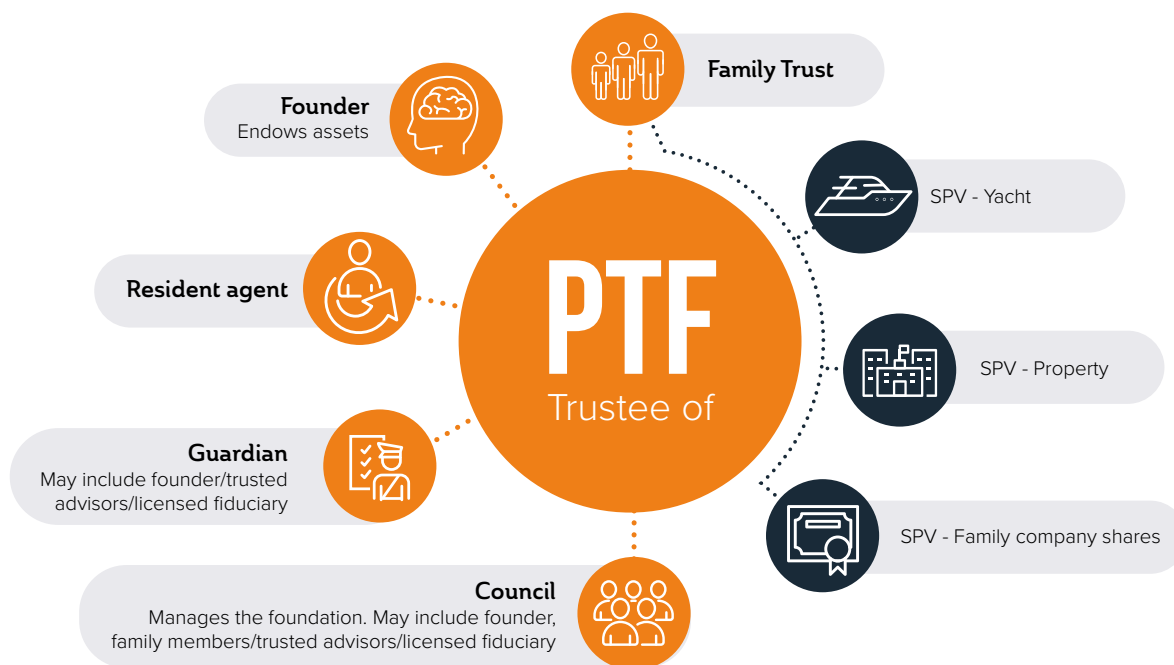 Family Trust
Founder
Endows assets
SPV - Yacht
Resident agent
PTF
Trustee of
SPV - Property
Guardian
May include founder/trusted
advisors/licensed fiduciary
SPV - Family company shares
Council
Manages the foundation. May include founder,
family members/trusted advisors/licensed fiduciary